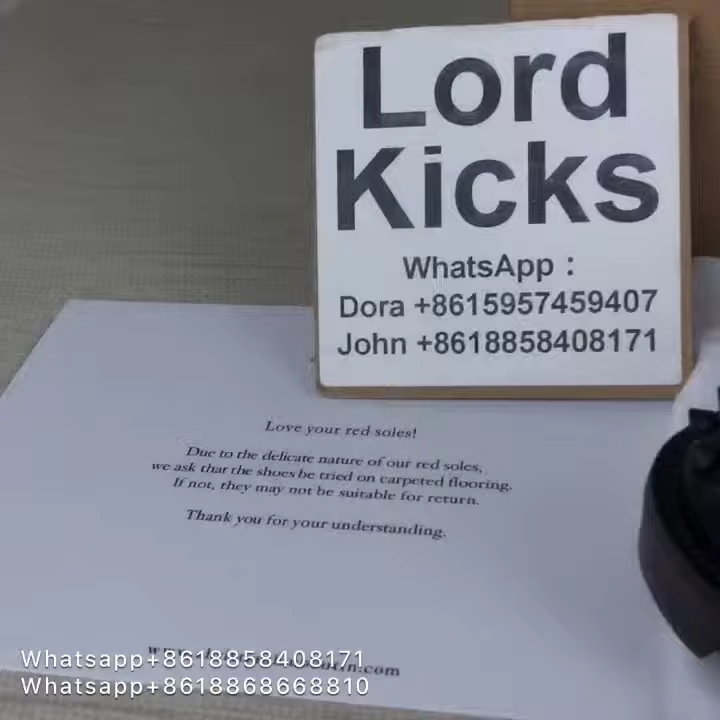 Lord
Kicks
WhatsApp :
Dora +8615957459407
John +8618858408171
Love your red soles!
Due to the delicate nature of our red soles,
we ask that the shoes be tried on carpeted flooring.
If not, they may not be suitable for return.
Thank you for your understanding.
Whatsapp+8618858408171
Whatsapp+8618868668810